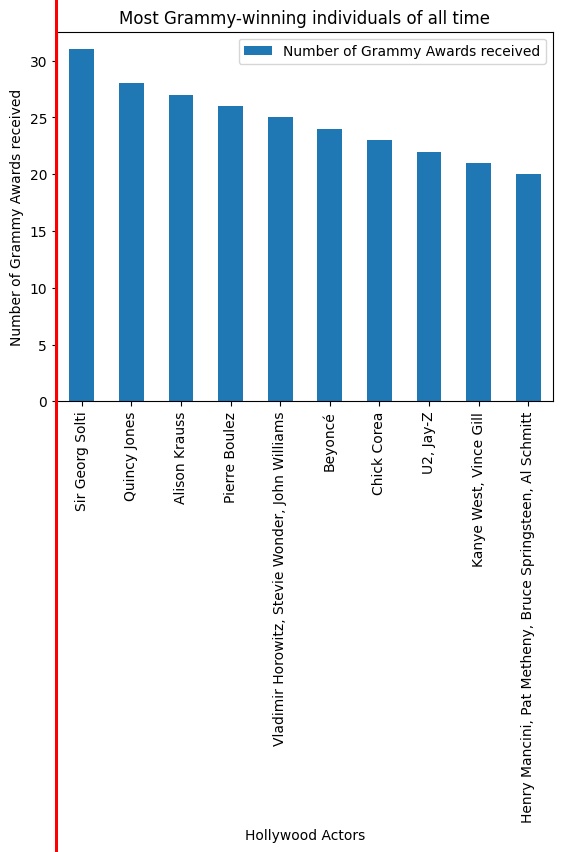 Most Grammy-winning individuals of all time
Number of Grammy Awards received
Number of Grammy Awards received
30
25
20
15
10
5
0
Sir Georg Solti
Quincy Jones
Alison Krauss
Pierre Boulez
Vladimir Horowitz, Stevie Wonder, John Williams
Beyoncé
Chick Corea
U2, Jay-Z
Kanye West, Vince Gill
Henry Mancini, Pat Metheny, Bruce Springsteen, Al Schmitt
Hollywood Actors